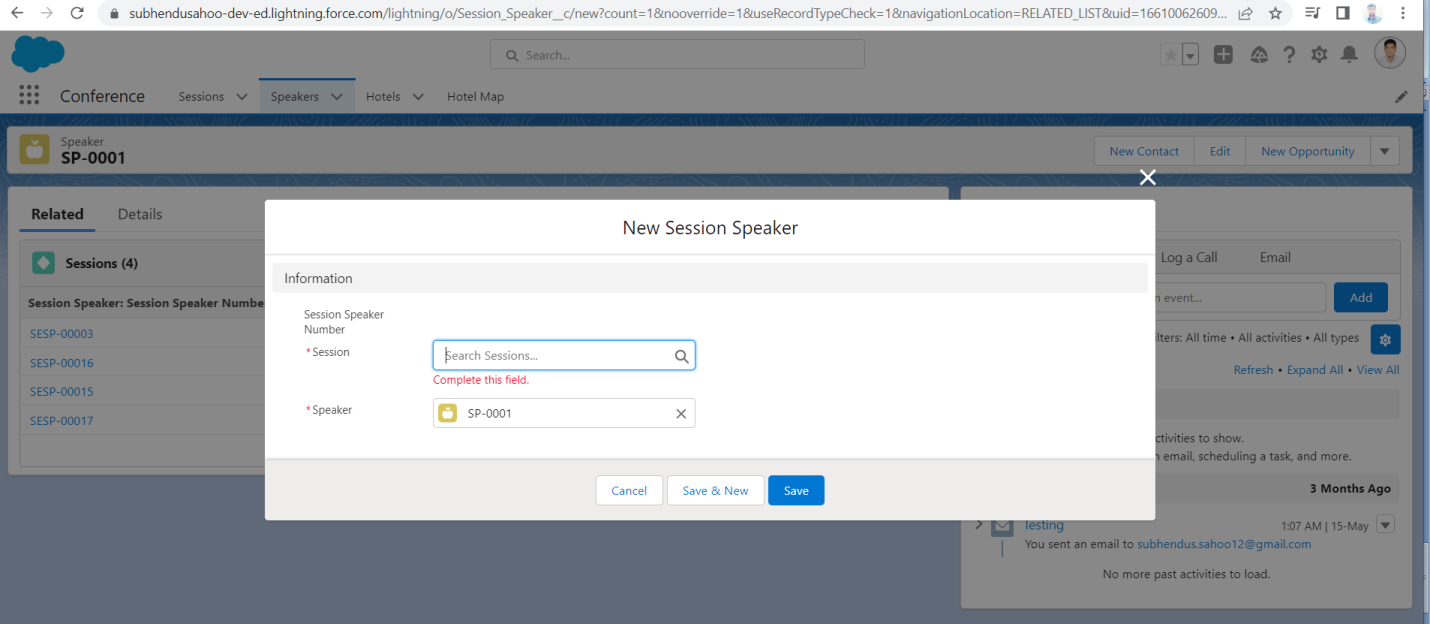 subhendusahoo-dev-ed.lightning.force.com/lightning/o/Session_Speaker__c/new?count=1&nooverride=1&useRecordTypeCheck=1&navigationLocation=RELATED_LIST&uid=16610062609...
Search...
Conference Sessions Speakers Hotels Hotel Map
Speaker
SP-0001
New Contact Edit New Opportunity
Related Details
New Session Speaker
Sessions (4)
Log a Call Email
Information
Session Speaker: Session Speaker Numbe
event... Add
Session Speaker
Number
SESP-00003
lters: All time • All activities • All types
* Session
Search Sessions...
SESP-00016
Refresh • Expand All • View All
Complete this field.
SESP-00015
* Speaker
SP-0001
SESP-00017
ctivities to show.
email, scheduling a task, and more.
Cancel Save & New Save
3 Months Ago
Testing 1:07 AM | 15-May
You sent an email to subhendus.sahoo12@gmail.com
No more past activities to load.